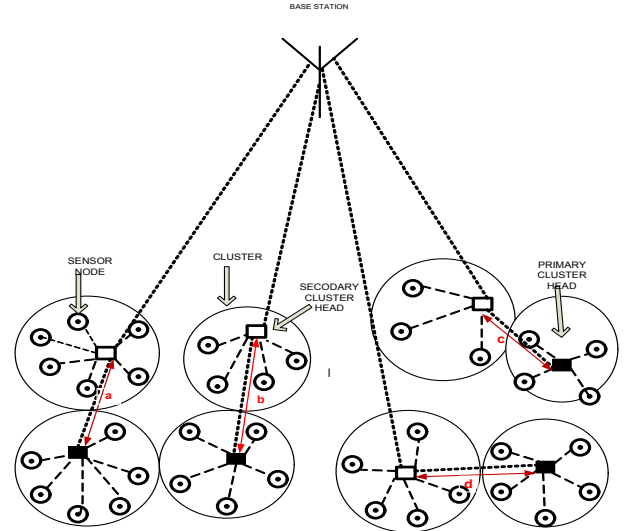 BASE STATION
SENSOR
NODE
CLUSTER
SECODARY
CLUSTER
HEAD
PRIMARY
CLUSTER
HEAD
a
b
c
d
l